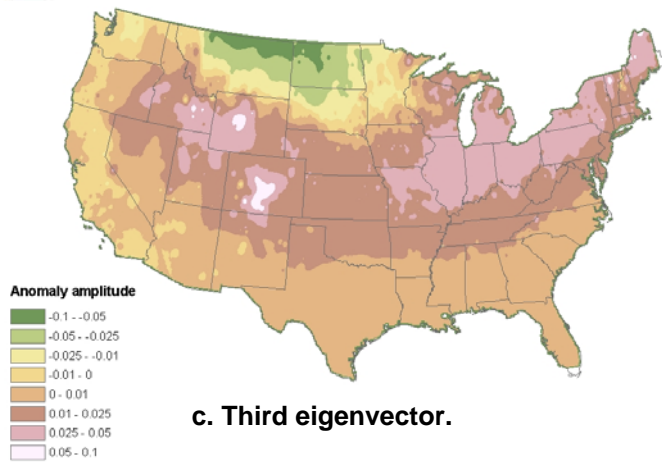 Anomaly amplitude
-0.1 - -0.05
-0.05 - -0.025
-0.025 - -0.01
-0.01 - 0
0 - 0.01
0.01 - 0.025
0.025 - 0.05
0.05 - 0.1
c. Third eigenvector.